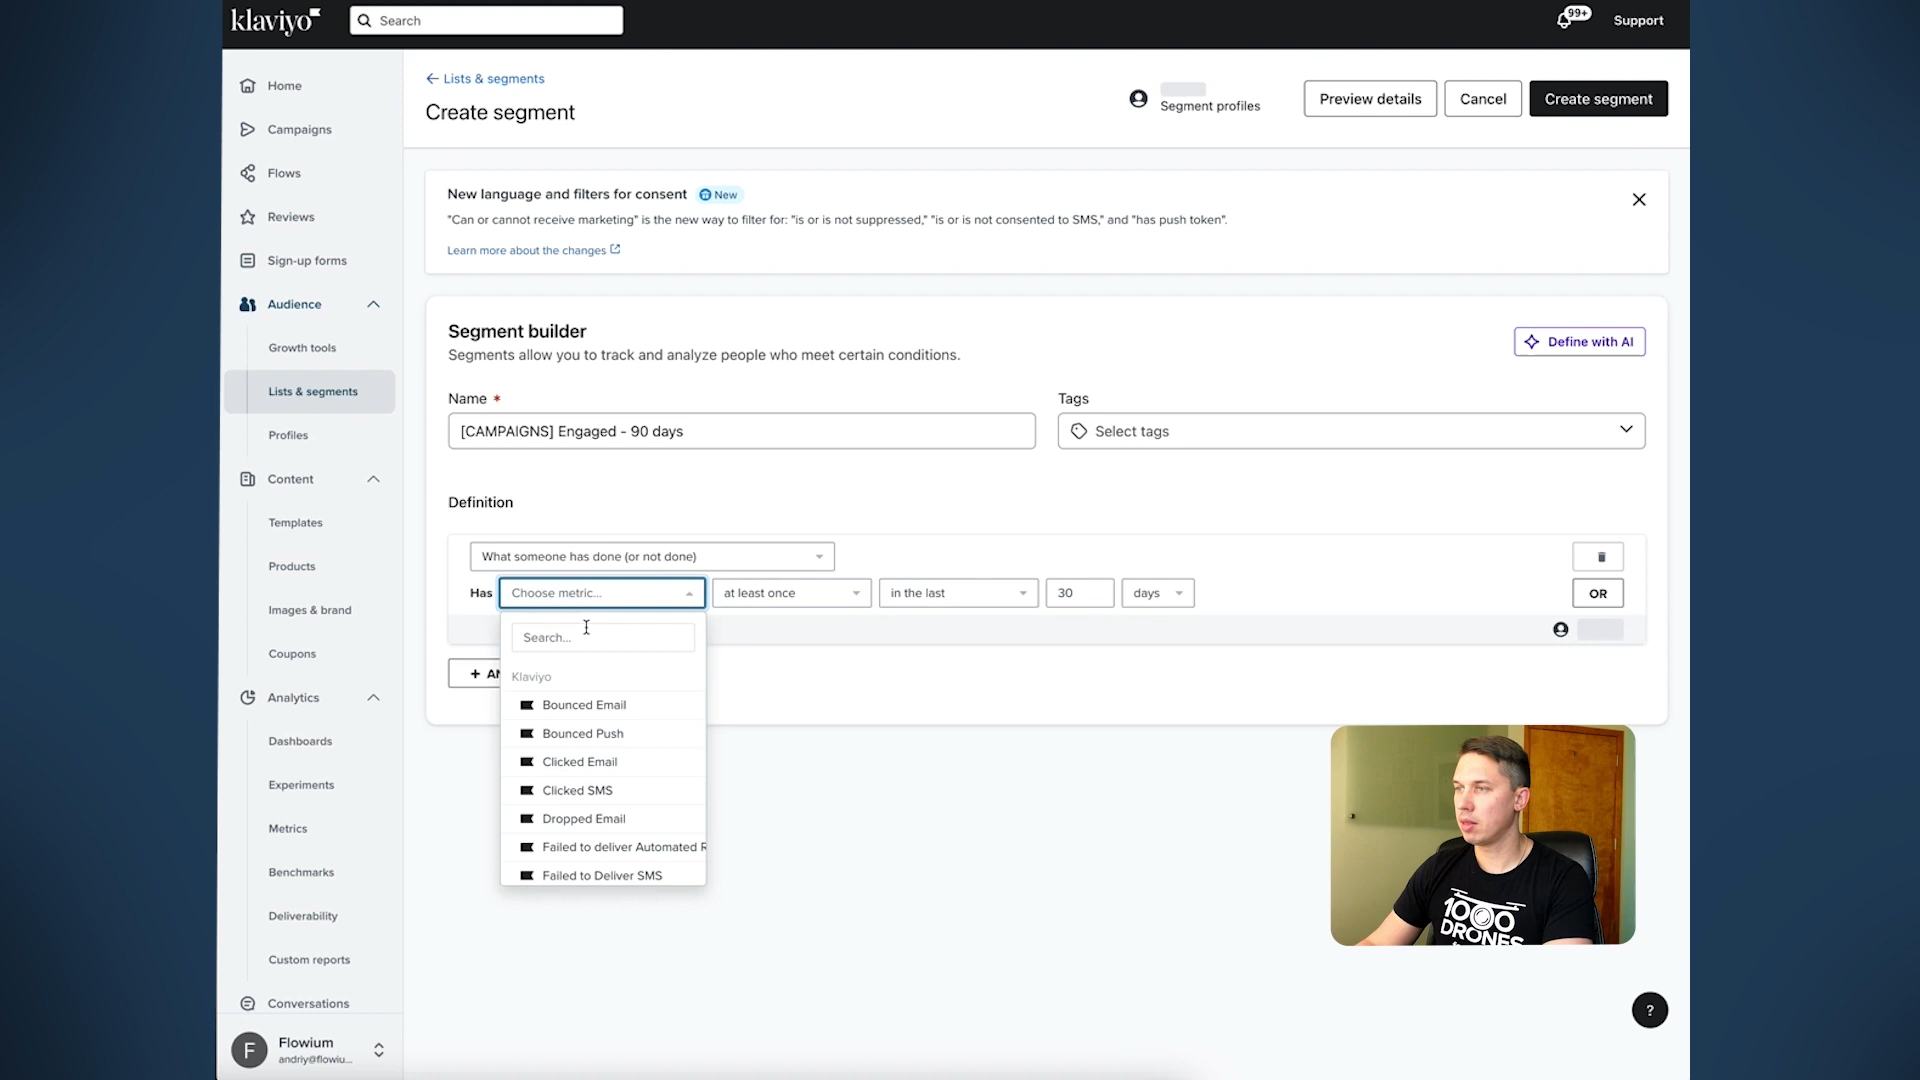 klaviyo
Search
99+
Support
Home
Campaigns
Flows
Reviews
Sign-up forms
Audience
Growth tools
Lists & segments
Profiles
Content
Templates
Products
Images & brand
Coupons
Analytics
Dashboards
Experiments
Metrics
Benchmarks
Deliverability
Custom reports
Conversations
F
Flowium
andriy@flowiu...
← Lists & segments
Create segment
Segment profiles
Preview details
Cancel
Create segment
New language and filters for consent
New
"Can or cannot receive marketing" is the new way to filter for: "is or is not suppressed," "is or is not consented to SMS," and "has push token".
Learn more about the changes
Segment builder
Segments allow you to track and analyze people who meet certain conditions.
Define with AI
Name *
Tags
[CAMPAIGNS] Engaged - 90 days
Select tags
Definition
What someone has done (or not done)
Has Choose metric... at least once in the last 30 days
OR
Search...
+ AN
Klaviyo
Bounced Email
Bounced Push
Clicked Email
Clicked SMS
Dropped Email
Failed to deliver Automated R
Failed to Deliver SMS
1000
DRONES
?